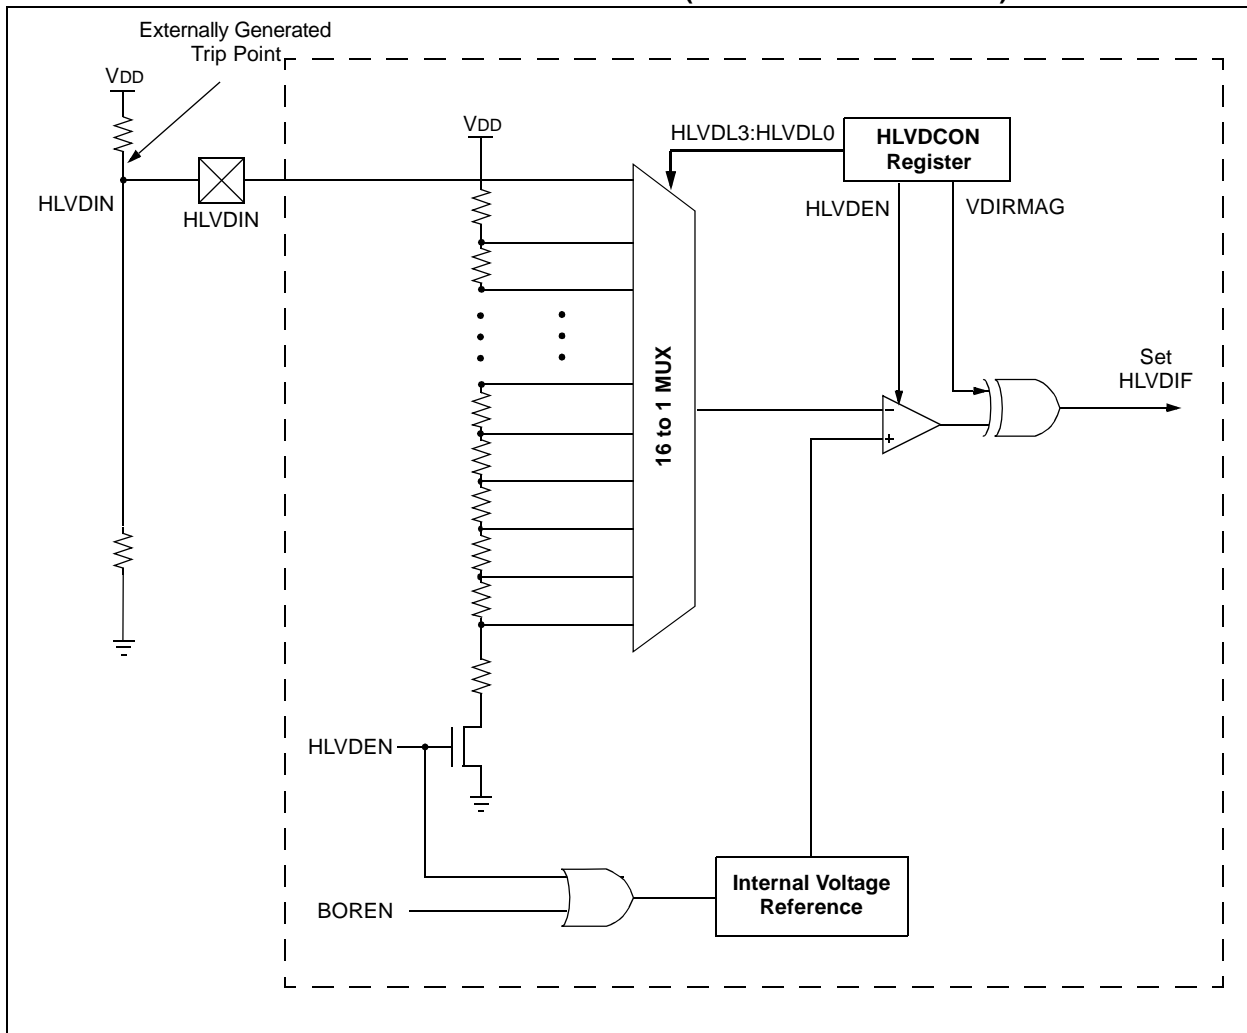 Externally Generated
Trip Point
VDD
VDD
HLVDL3:HLVDL0
HLVDCON
Register
HLVDIN
HLVDIN
HLVDEN
VDIRMAG
16 to 1 MUX
Set
HLVDIF
–
+
HLVDEN
BOREN
Internal Voltage
Reference